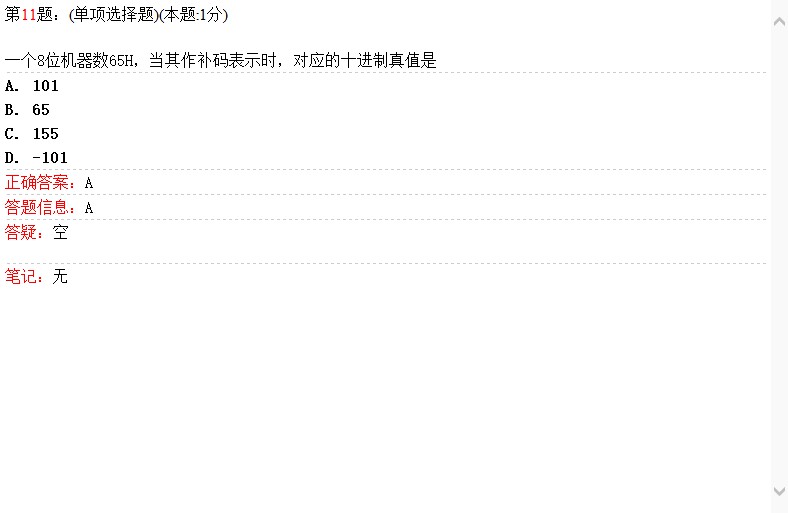 第11题: (单项选择题)(本题:1分)
一个8位机器数65H，当其作补码表示时，对应的十进制真值是
A. 101
B. 65
C. 155
D. -101
正确答案: A
答题信息: A
答疑: 空
笔记: 无